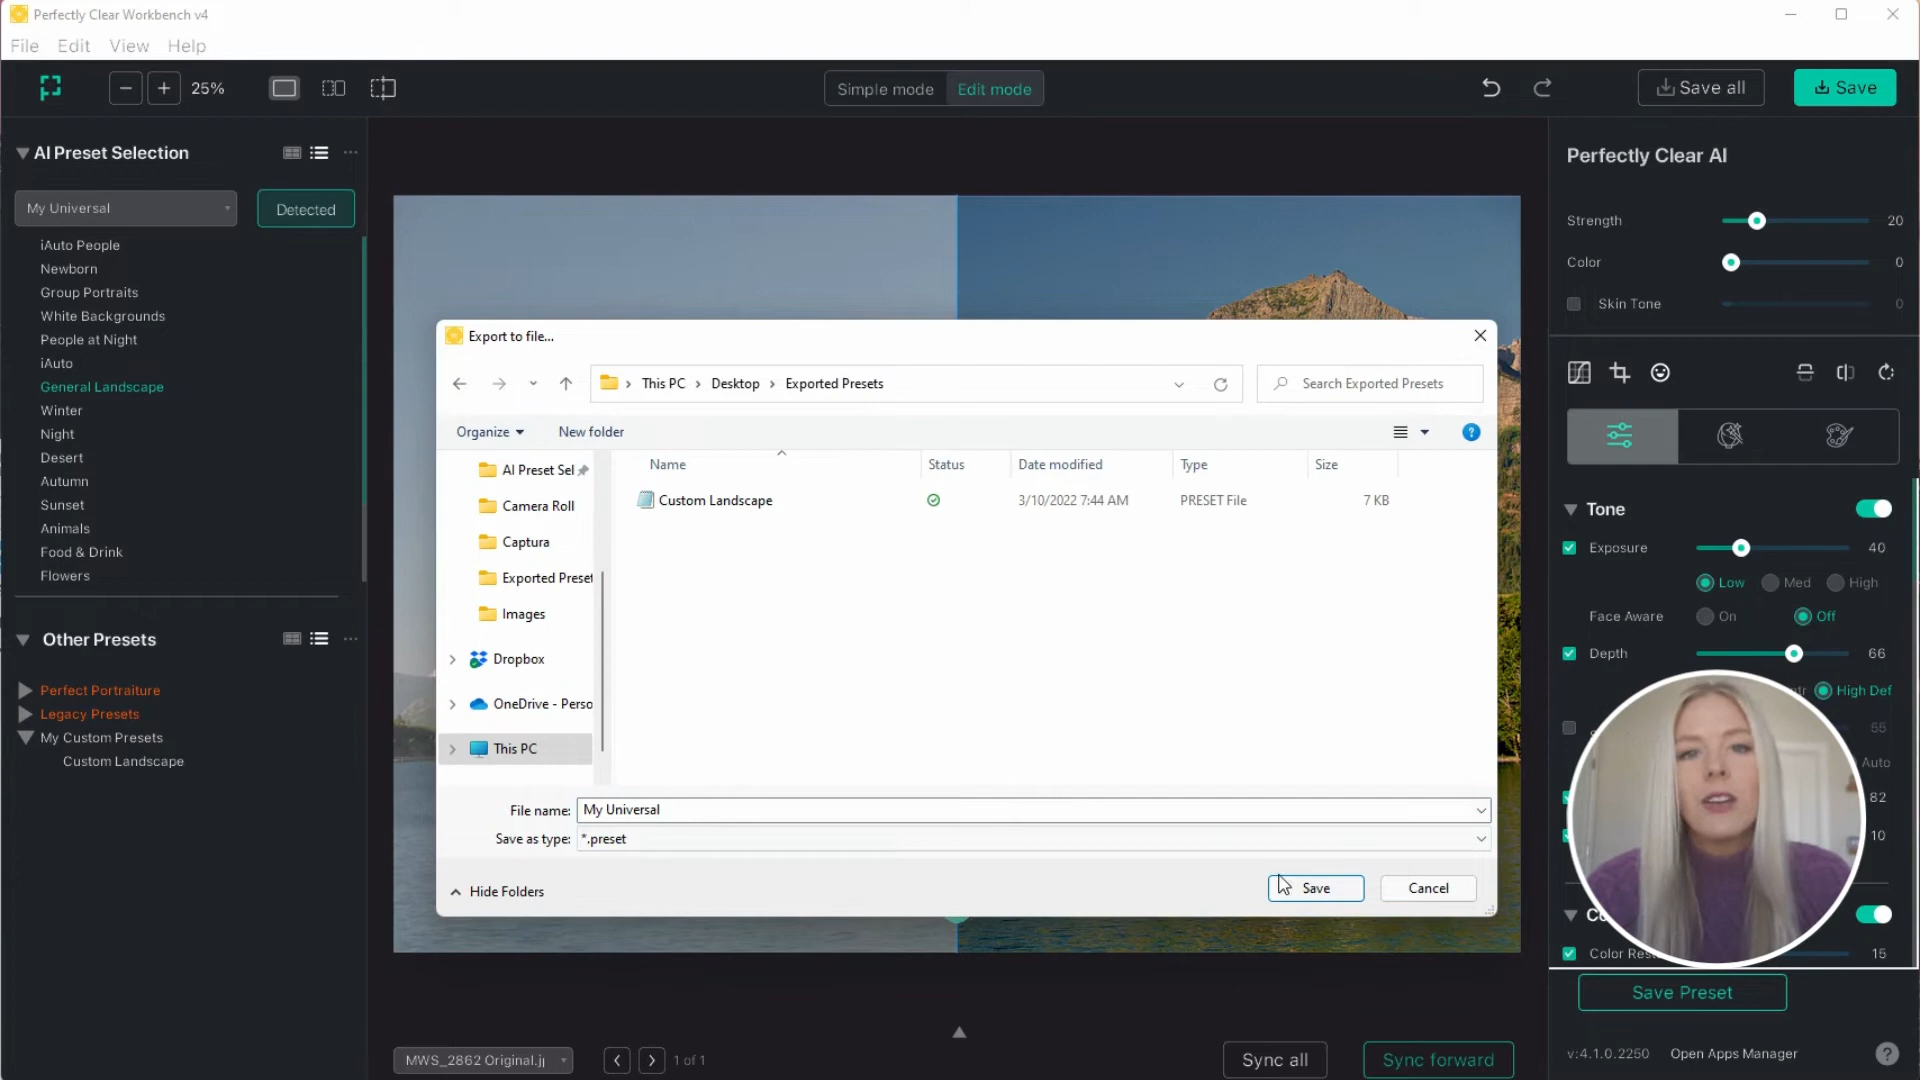 Perfectly Clear Workbench v4
File Edit View Help
25%
Simple mode Edit mode
Save all Save
AI Preset Selection
My Universal Detected
iAuto People
Newborn
Group Portraits
White Backgrounds
People at Night
iAuto
General Landscape
Winter
Night
Desert
Autumn
Sunset
Animals
Food & Drink
Flowers
Other Presets
Perfect Portraiture
Legacy Presets
My Custom Presets
Custom Landscape
Export to file...
This PC > Desktop > Exported Presets
Search Exported Presets
Organize New folder
?
Name Status Date modified Type Size
Custom Landscape 3/10/2022 7:44 AM PRESET File 7 KB
AI Preset Sel
Camera Roll
Captura
Exported Preset
Images
Dropbox
OneDrive - Perso
This PC
File name: My Universal
Save as type: *.preset
Hide Folders
Save Cancel
Perfectly Clear AI
Strength 20
Color 0
Skin Tone 0
Tone
Exposure 40
Low Med High
Face Aware On Off
Depth 66
High Def
55
Auto
82
10
Color Res 15
Save Preset
MWS_2862 Original.j
1 of 1
Sync all Sync forward
v:4.1.0.2250 Open Apps Manager ?